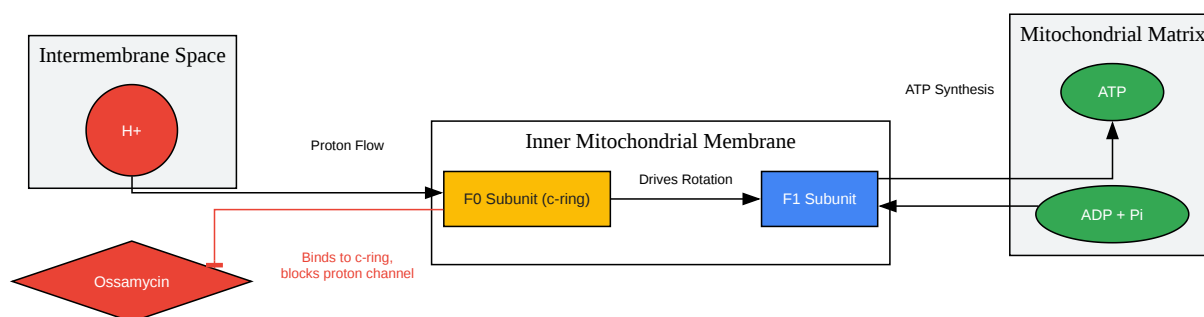 Intermembrane Space
H+
Proton Flow
Inner Mitochondrial Membrane
F0 Subunit (c-ring)
Drives Rotation
F1 Subunit
ATP Synthesis
Mitochondrial Matrix
ATP
ADP + Pi
Binds to c-ring,
blocks proton channel
Ossamycin